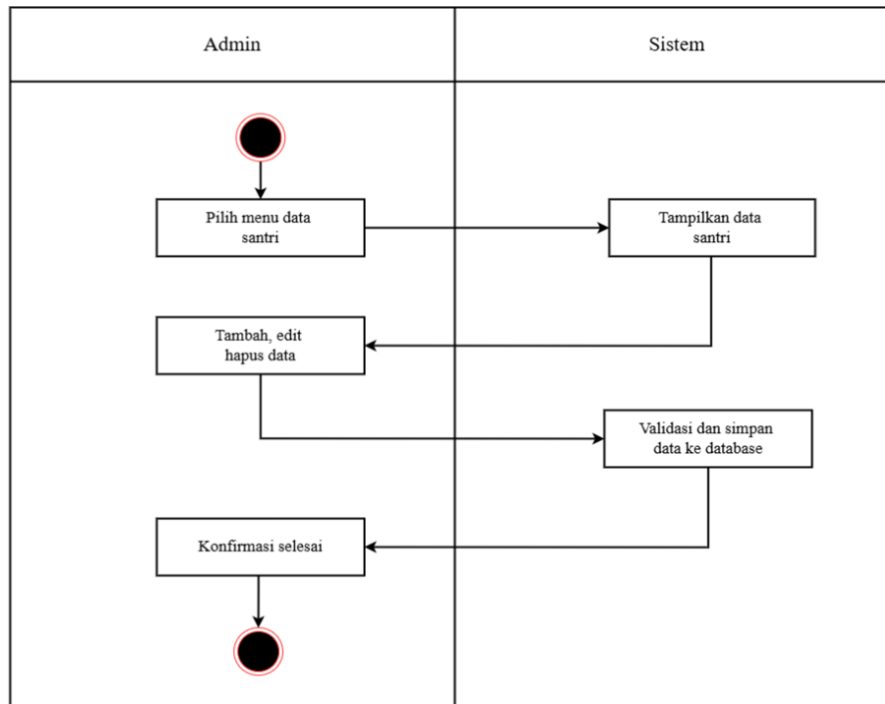 Admin
Sistem
Pilih menu data
santri
Tampilkan data
santri
Tambah, edit
hapus data
Validasi dan simpan
data ke database
Konfirmasi selesai